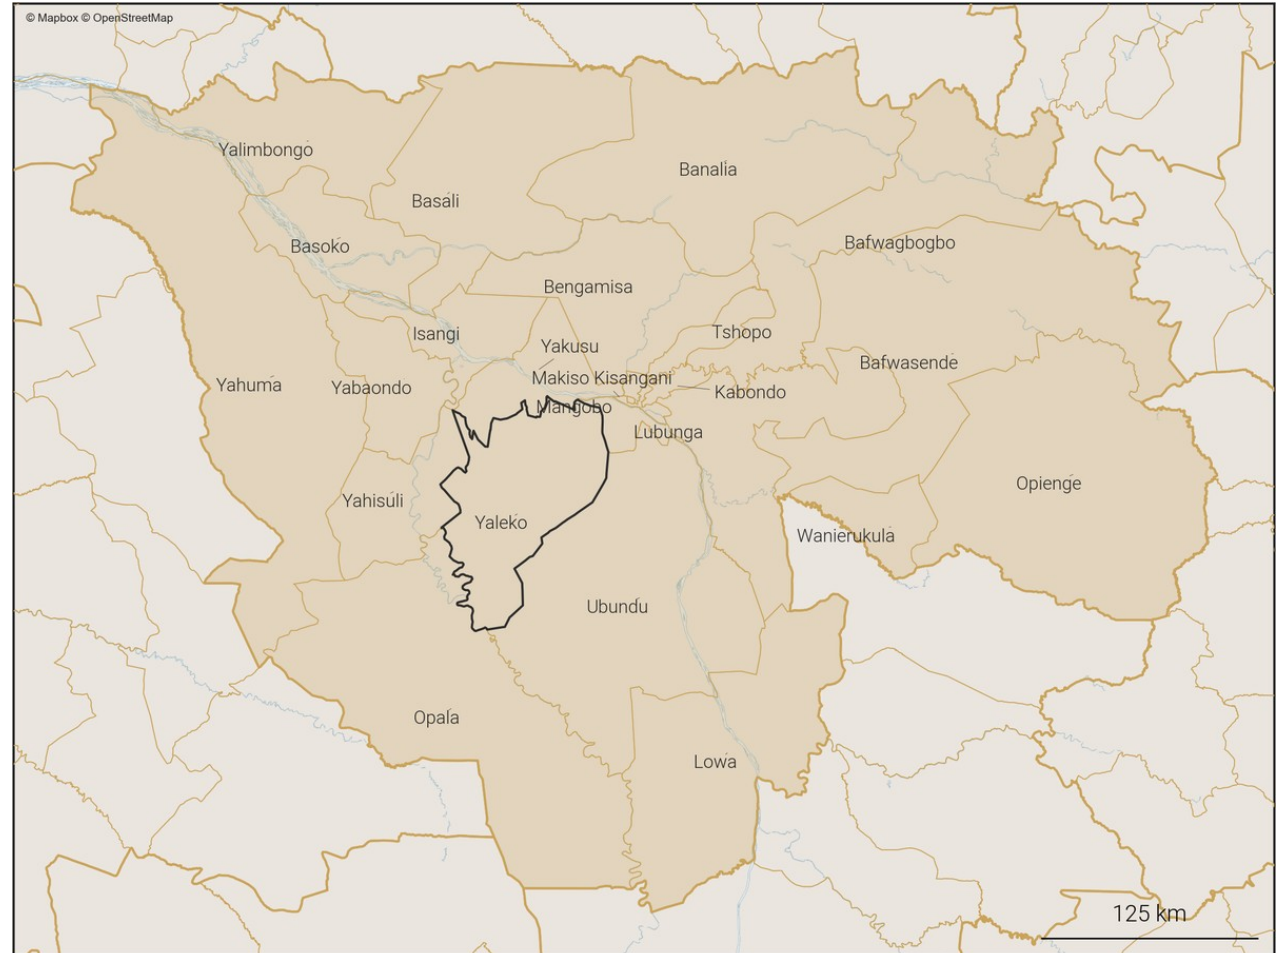 © Mapbox © OpenStreetMap
Yalimbongo
Banalia
Basali
Basoko
Bafwagbogbo
Bengamisa
Isangi
Tshopo
Yakusu
Bafwasende
Makiso Kisangani
Yahuma
Yabaondo
Kabondo
Mangobo
Lubunga
Opienge
Yahisuli
Yaleko
Wanierukula
Ubundu
Opala
Lowa
125 km